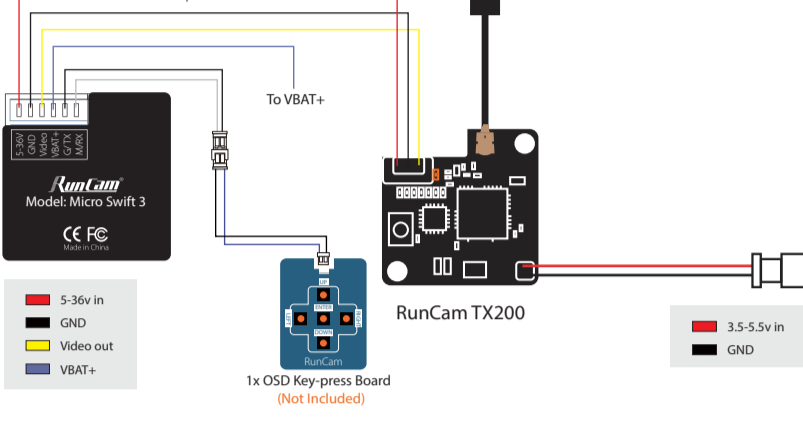 To VBAT+
5-36V
GND
Video
VBAT+
G/TX
M/RX
RunCam
Model: Micro Swift 3
CE FC
Made in China
5-36v in
GND
Video out
VBAT+
UP
LEFT
ENTER
RIGHT
DOWN
RunCam
1x OSD Key-press Board
(Not Included)
RunCam TX200
3.5-5.5v in
GND